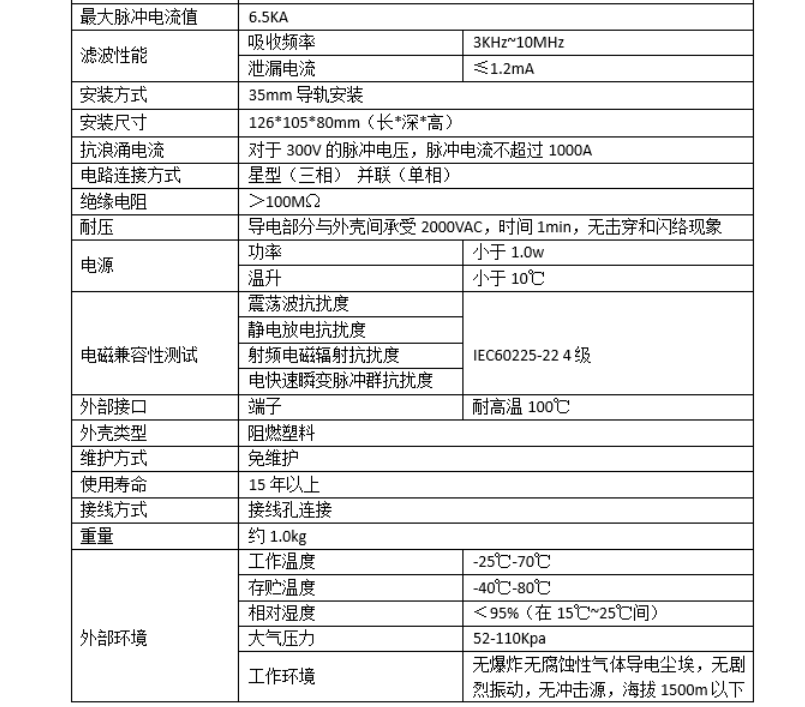 最大脉冲电流值 6.5KA
滤波性能 吸收频率 3KHz~10MHz
泄漏电流 ≤1.2mA
安装方式 35mm 导轨安装
安装尺寸 126*105*80mm（长*深*高）
抗浪涌电流 对于 300V 的脉冲电压，脉冲电流不超过 1000A
电路连接方式 星型（三相） 并联（单相）
绝缘电阻 ＞100MΩ
耐压 导电部分与外壳间承受 2000VAC，时间 1min，无击穿和闪络现象
电源 功率 小于 1.0w
温升 小于 10℃
电磁兼容性测试 震荡波抗扰度 IEC60225-22 4 级
静电放电抗扰度
射频电磁辐射抗扰度
电快速瞬变脉冲群抗扰度
外部接口 端子 耐高温 100℃
外壳类型 阻燃塑料
维护方式 免维护
使用寿命 15 年以上
接线方式 接线孔连接
重量 约 1.0kg
外部环境 工作温度 -25℃-70℃
存贮温度 -40℃-80℃
相对湿度 ＜95%（在 15℃~25℃间）
大气压力 52-110Kpa
工作环境 无爆炸无腐蚀性气体导电尘埃，无剧
烈振动，无冲击源，海拔 1500m 以下